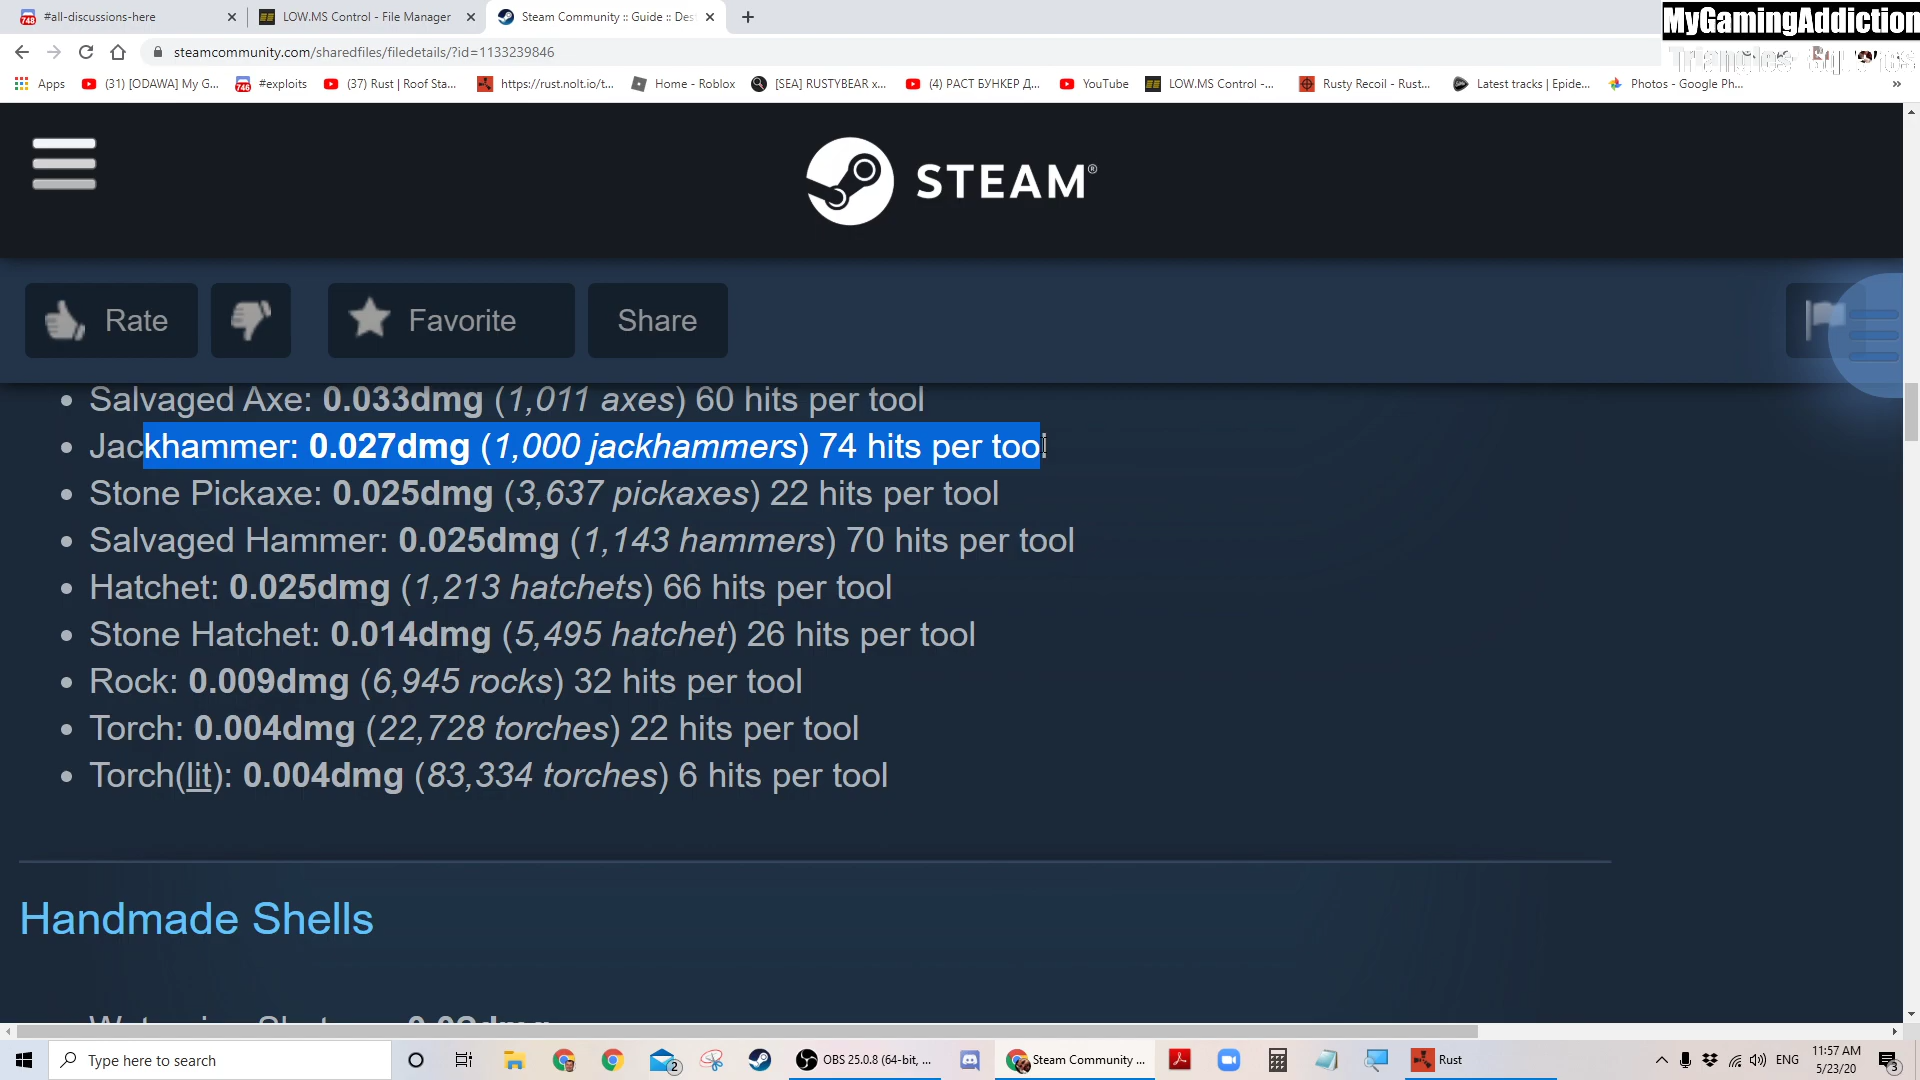 #all-discussions-here
LOW.MS Control - File Manager
Steam Community :: Guide :: Des
MyGamingAddiction
steamcommunity.com/sharedfiles/filedetails/?id=1133239846
Apps
(31) [ODAWA] My G...
#exploits
(37) Rust | Roof Sta...
https://rust.nolt.io/t...
Home - Roblox
[SEA] RUSTYBEAR x...
(4) РАСТ БУНКЕР Д...
YouTube
LOW.MS Control -...
Rusty Recoil - Rust...
Latest tracks | Epide...
Photos - Google Ph...
STEAM®
Rate
Favorite
Share
Salvaged Axe: 0.033dmg (1,011 axes) 60 hits per tool
Jackhammer: 0.027dmg (1,000 jackhammers) 74 hits per tool
Stone Pickaxe: 0.025dmg (3,637 pickaxes) 22 hits per tool
Salvaged Hammer: 0.025dmg (1,143 hammers) 70 hits per tool
Hatchet: 0.025dmg (1,213 hatchets) 66 hits per tool
Stone Hatchet: 0.014dmg (5,495 hatchet) 26 hits per tool
Rock: 0.009dmg (6,945 rocks) 32 hits per tool
Torch: 0.004dmg (22,728 torches) 22 hits per tool
Torch(lit): 0.004dmg (83,334 torches) 6 hits per tool
Handmade Shells
Type here to search
2
OBS 25.0.8 (64-bit, ...
Steam Community ...
Rust
ENG
11:57 AM
5/23/20
3